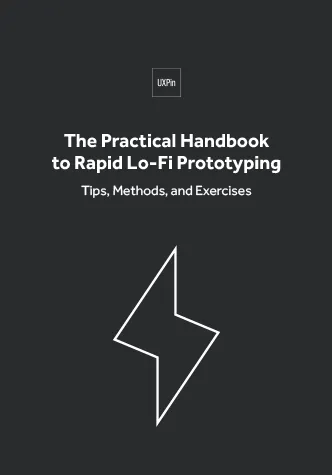 UXPin
The Practical Handbook
to Rapid Lo-Fi Prototyping
Tips, Methods, and Exercises